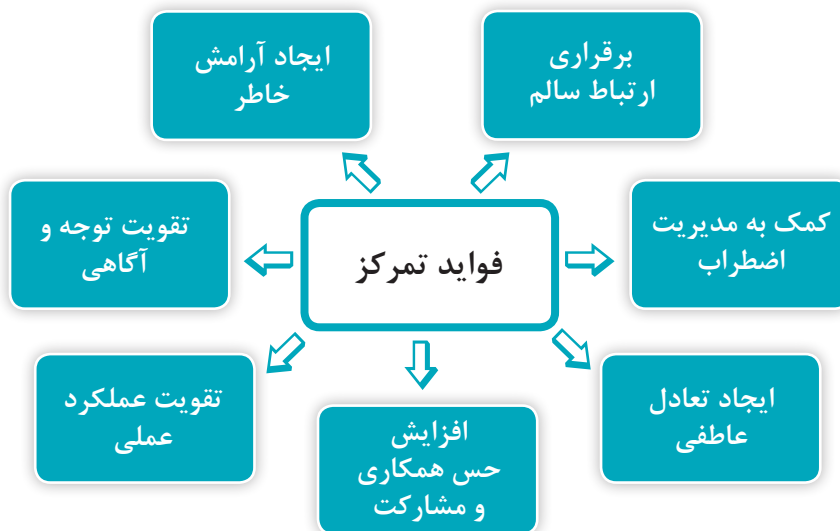 فواید تمرکز
برقراری
ارتباط سالم
کمک به مدیریت
اضطراب
ایجاد تعادل
عاطفی
افزایش
حس همکاری
و مشارکت
تقویت عملکرد
عملی
تقویت توجه و
آگاهی
ایجاد آرامش
خاطر